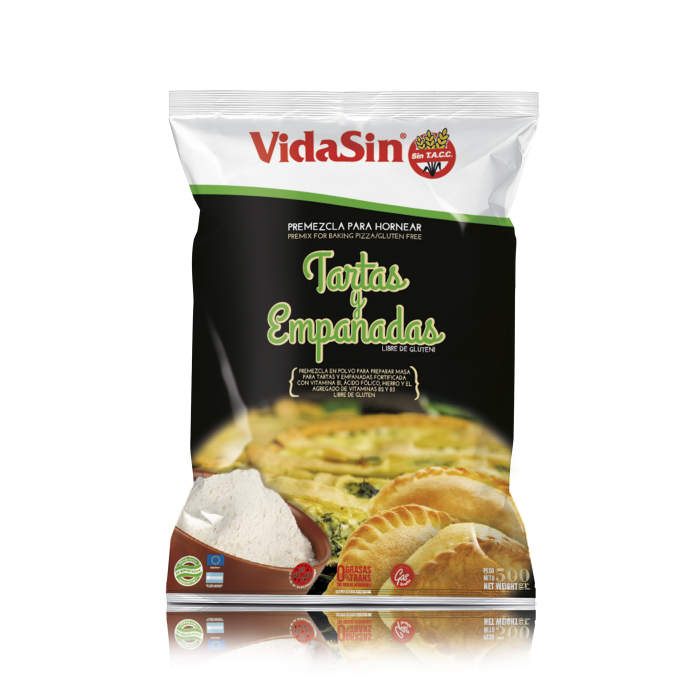 VidaSin®
Sin T.A.C.C.
PREMEZCLA PARA HORNEAR
PREMIX FOR BAKING PIZZA/GLUTEN FREE
Tartas
y
Empañadas
LIBRE DE GLUTEN!
PREMEZCLA EN POLVO PARA PREPARAR MASA
PARA TARTAS Y EMPANADAS FORTIFICADA
CON VITAMINA B1, ÁCIDO FÓLICO, HIERRO Y EL
AGREGADO DE VITAMINAS B2 Y B3
LIBRE DE GLUTEN
0 GRASAS
TRANS
PESO
NETO 500
NET WEIGHT